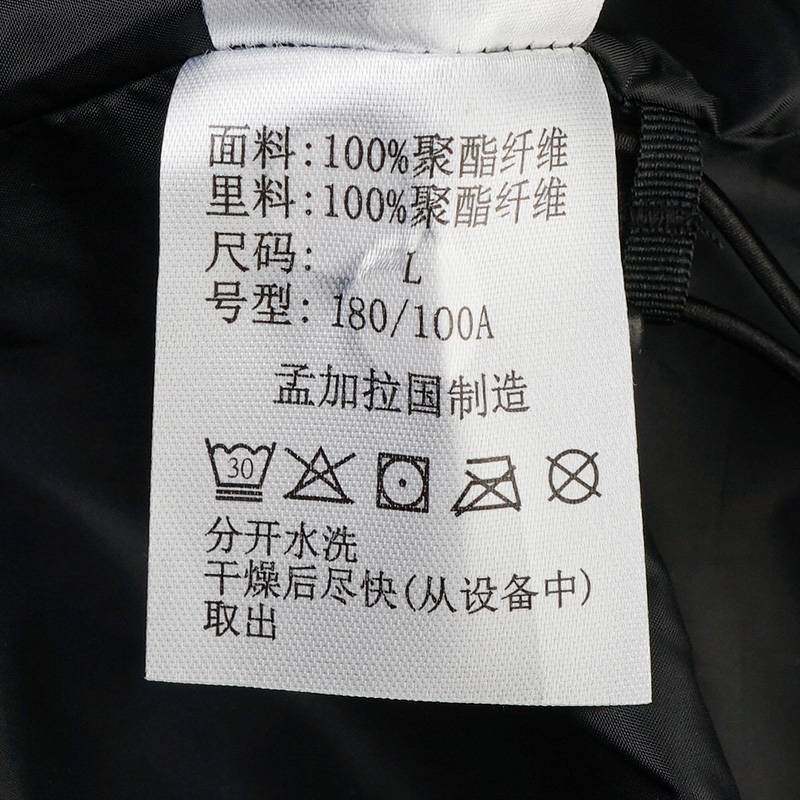 面料:100%聚酯纤维
里料:100%聚酯纤维
尺码: L
号型:180/100A
孟加拉国制造
30
分开水洗
干燥后尽快(从设备中)
取出